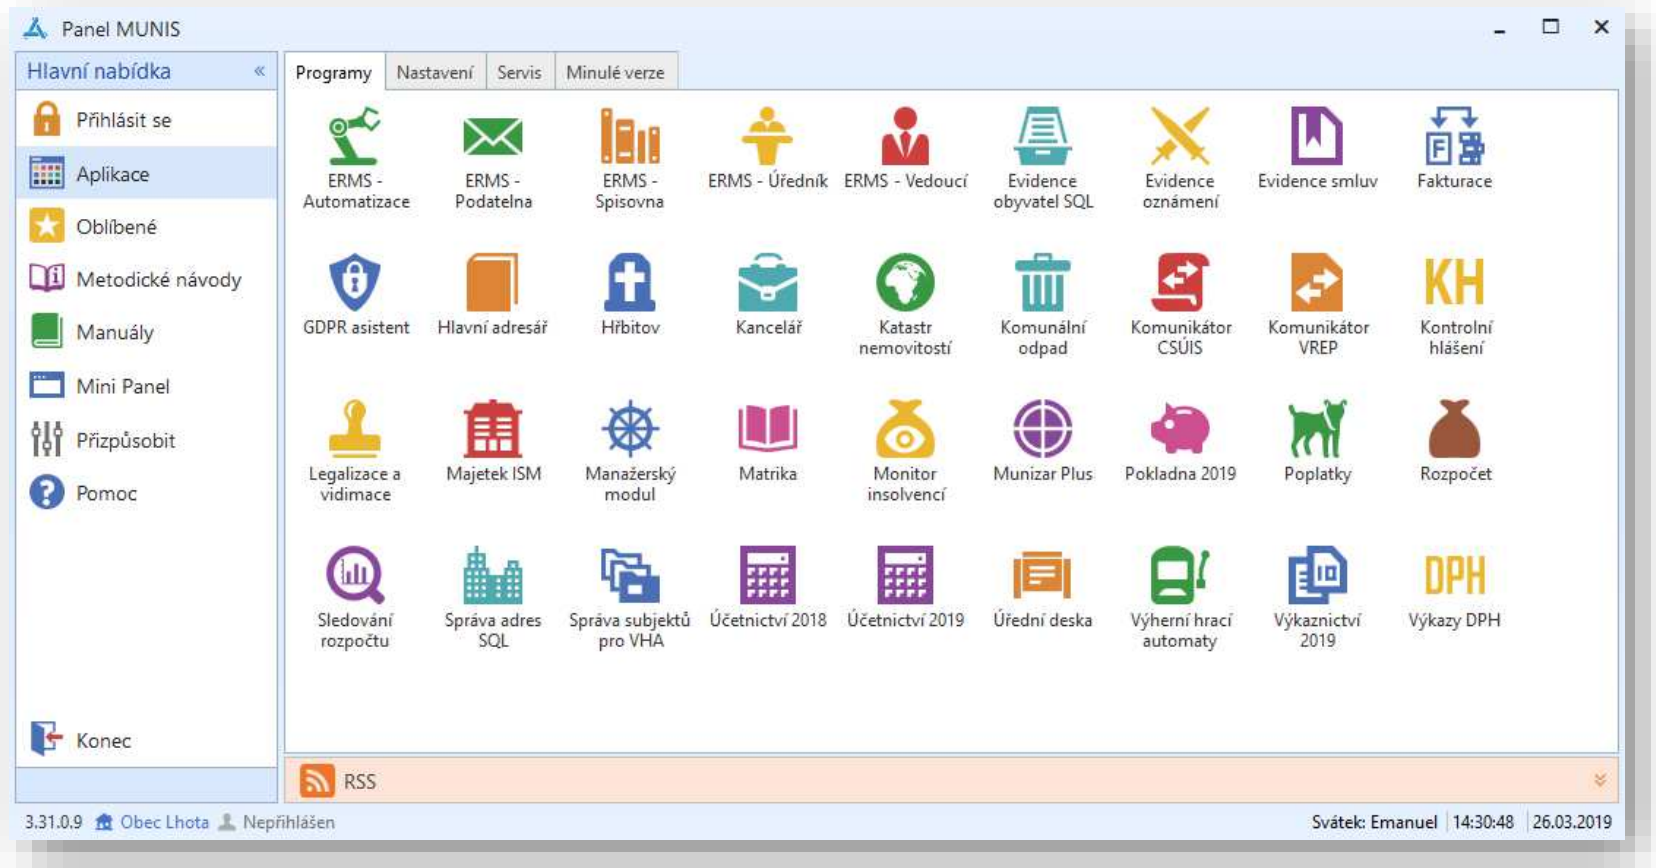 Panel MUNIS
Hlavní nabídka «
Přihlásit se
Aplikace
Oblíbené
Metodické návody
Manuály
Mini Panel
Přizpůsobit
Pomoc
Konec
Programy Nastavení Servis Minulé verze
ERMS -
Automatizace
ERMS -
Podatelna
ERMS -
Spisovna
ERMS - Úředník
ERMS - Vedoucí
Evidence
obyvatel SQL
Evidence
oznámení
Evidence smluv
F
Fakturace
GDPR asistent
Hlavní adresář
Hřbitov
Kancelář
Katastr
nemovitostí
Komunální
odpad
Komunikátor
CSÚIS
Komunikátor
VREP
KH
Kontrolní
hlášení
Legalizace a
vidimace
Majetek ISM
Manažerský
modul
Matrika
Monitor
insolvencí
Munizar Plus
Pokladna 2019
Poplatky
Rozpočet
Sledování
rozpočtu
Správa adres
SQL
Správa subjektů
pro VHA
Účetnictví 2018
Účetnictví 2019
Úřední deska
Výherní hrací
automaty
Výkaznictví
2019
DPH
Výkazy DPH
RSS
3.31.0.9 Obec Lhota Nepřihlášen
Svátek: Emanuel 14:30:48 26.03.2019